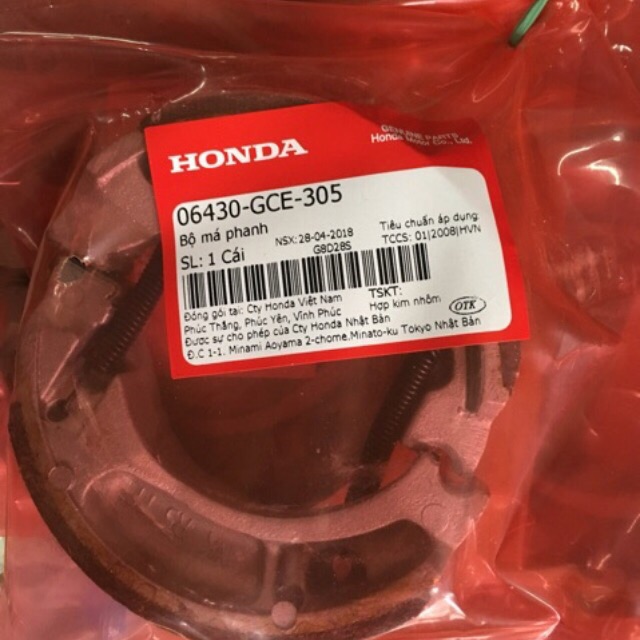 GENUINE PARTS
Honda Motor Co., Ltd.
HONDA
06430-GCE-305
Bộ má phanh
NSX: 28-04-2018
Tiêu chuẩn áp dụng:
SL: 1 Cái
G8D28S
TCCS: 01|2008|HVN
Đóng gói tại: Cty Honda Việt Nam
TSKT:
Phúc Thắng, Phúc Yên, Vĩnh Phúc
Hợp kim nhôm
OTK
Được sự cho phép của Cty Honda Nhật Bản
Đ.C 1-1. Minami Aoyama 2-chome.Minato-ku Tokyo Nhật Bản